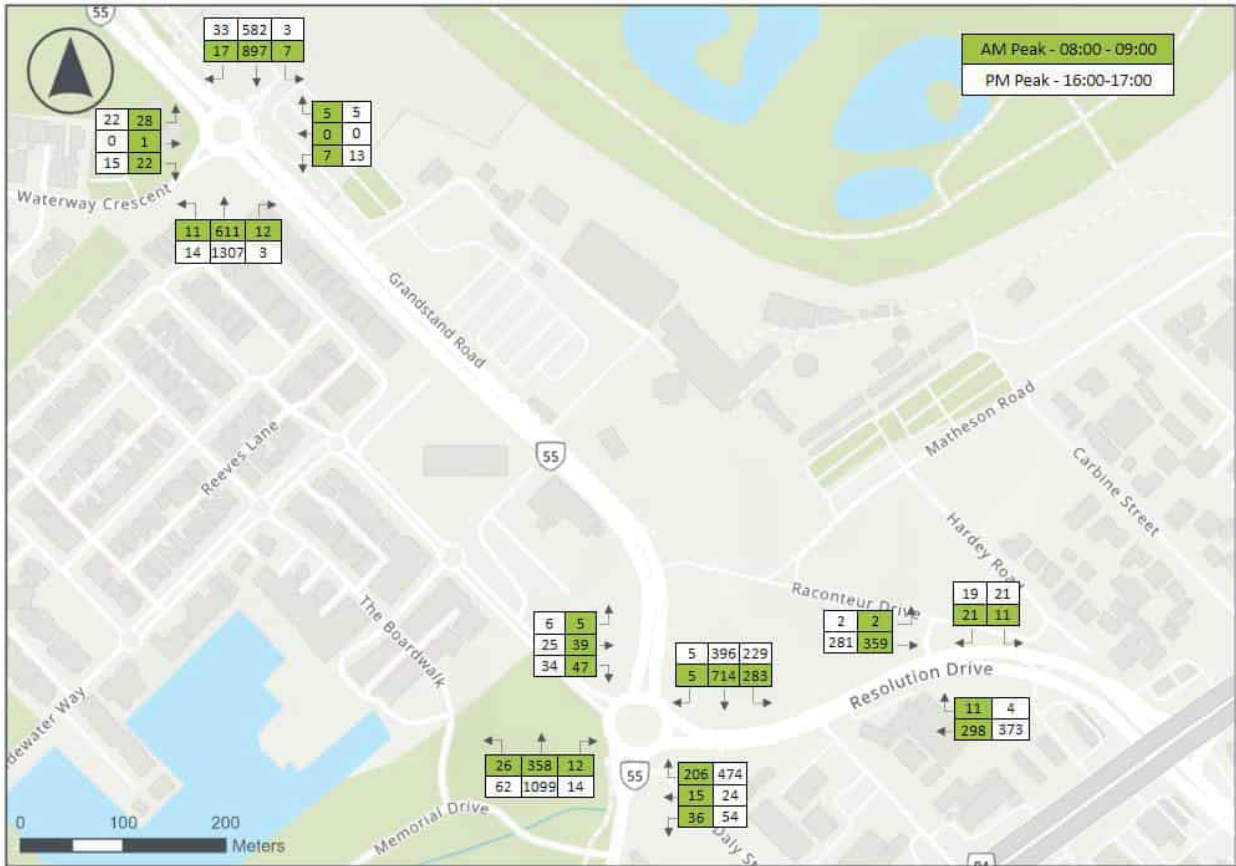 55
33 582 3
17 897 7
AM Peak - 08:00 - 09:00
PM Peak - 16:00-17:00
22 28
0 1
15 22
5 5
0 0
7 13
Waterway Crescent
11 611 12
14 1307 3
Grandstand Road
Reeves Lane
55
Matheson Road
Carbine Street
Hardey Road
Raconteur Drive
The Boardwalk
6 5
25 39
34 47
5 396 229
5 714 283
2 2
281 359
19 21
21 11
Resolution Drive
11 4
298 373
dewater Way
26 358 12
62 1099 14
55
206 474
15 24
36 54
Memorial Drive
Daly St
0 100 200
Meters